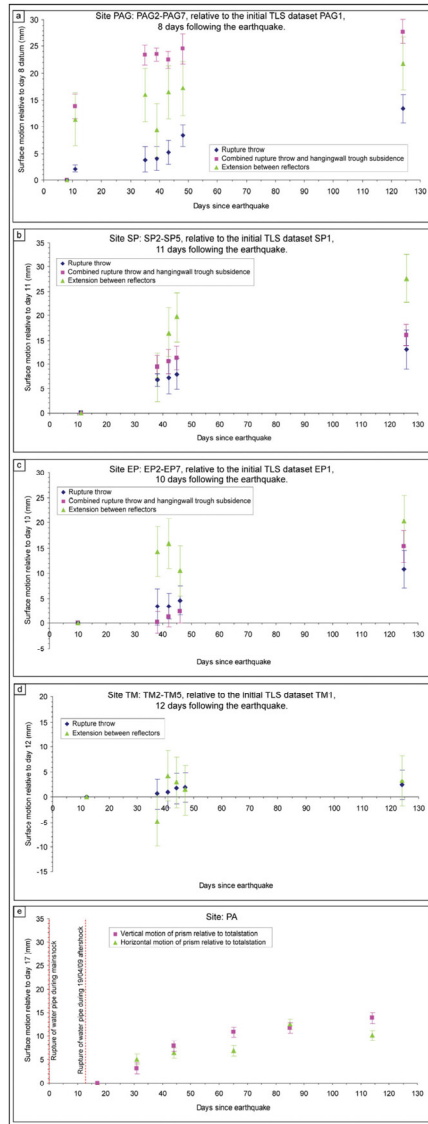 a
Site PAG: PAG2-PAG7, relative to the initial TLS dataset PAG1,
8 days following the earthquake.
Surface motion relative to day 8 datum (mm)
30
25
20
15
10
5
0
Rupture throw
Combined rupture throw and hangingwall trough subsidence
Extension between reflectors
0 10 20 30 40 50 60 70 80 90 100 110 120 130
Days since earthquake
b
Site SP: SP2-SP5, relative to the initial TLS dataset SP1,
11 days following the earthquake.
Surface motion relative to day 11 (mm)
35
30
25
20
15
10
5
0
-5
Rupture throw
Combined rupture throw and hangingwall trough subsidence
Extension between reflectors
0 10 20 30 40 50 60 70 80 90 100 110 120 130
Days since earthquake
c
Site EP: EP2-EP7, relative to the initial TLS dataset EP1,
10 days following the earthquake.
Surface motion relative to day 10 (mm)
30
25
20
15
10
5
0
-5
Rupture throw
Combined rupture throw and hangingwall trough subsidence
Extension between reflectors
0 10 20 30 40 50 60 70 80 90 100 110 120 130
Days since earthquake
d
Site TM: TM2-TM5, relative to the initial TLS dataset TM1,
12 days following the earthquake.
Surface motion relative to day 12 (mm)
20
15
10
5
0
-5
-10
-15
Rupture throw
Extension between reflectors
0 10 20 30 40 50 60 70 80 90 100 110 120 130
Days since earthquake
e
Site: PA
Surface motion relative to day 17 (mm)
35
30
25
20
15
10
5
0
Rupture of water pipe during mainshock
Rupture of water pipe during 19/04/09 aftershock
Vertical motion of prism relative to totalstation
Horizontal motion of prism relative to totalstation
0 10 20 30 40 50 60 70 80 90 100 110 120 130
Days since earthquake